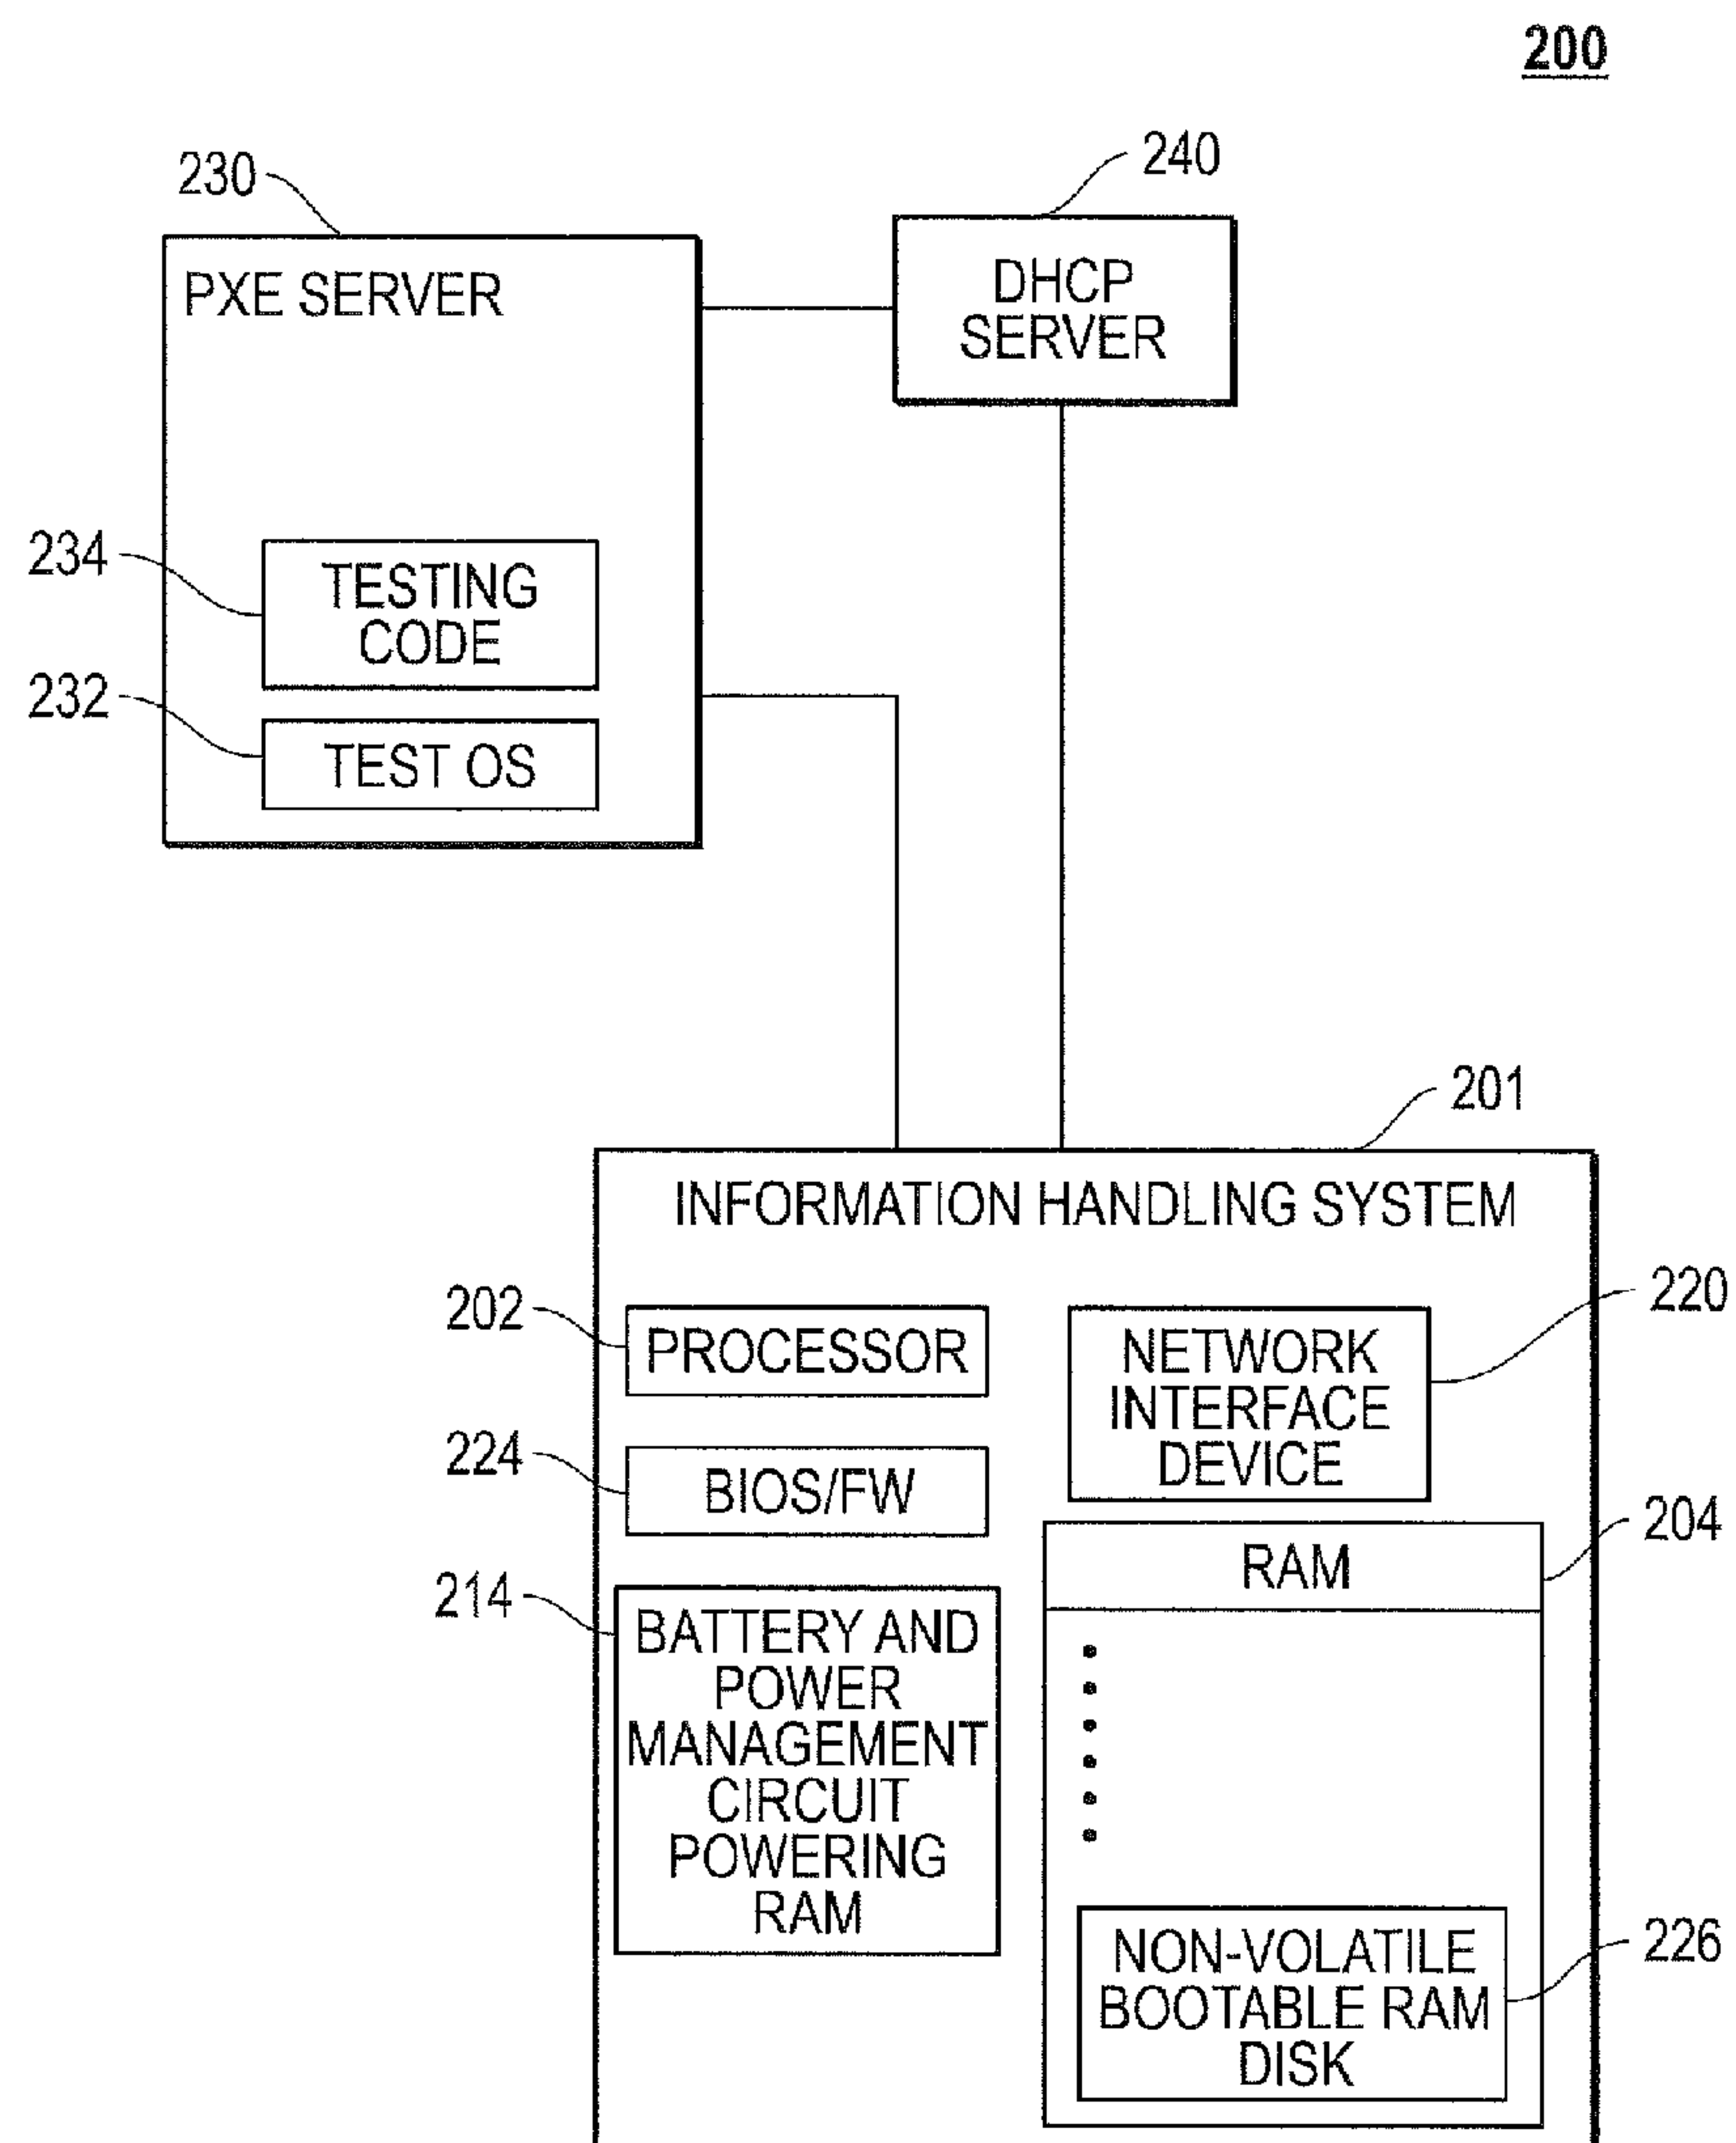 200
230
240
PXE SERVER
DHCP
SERVER
234
TESTING
CODE
232
TEST OS
201
INFORMATION HANDLING SYSTEM
202
PROCESSOR
220
NETWORK
INTERFACE
DEVICE
224
BIOS/FW
204
RAM
214
BATTERY AND
POWER
MANAGEMENT
CIRCUIT
POWERING
RAM
226
NON-VOLATILE
BOOTABLE RAM
DISK